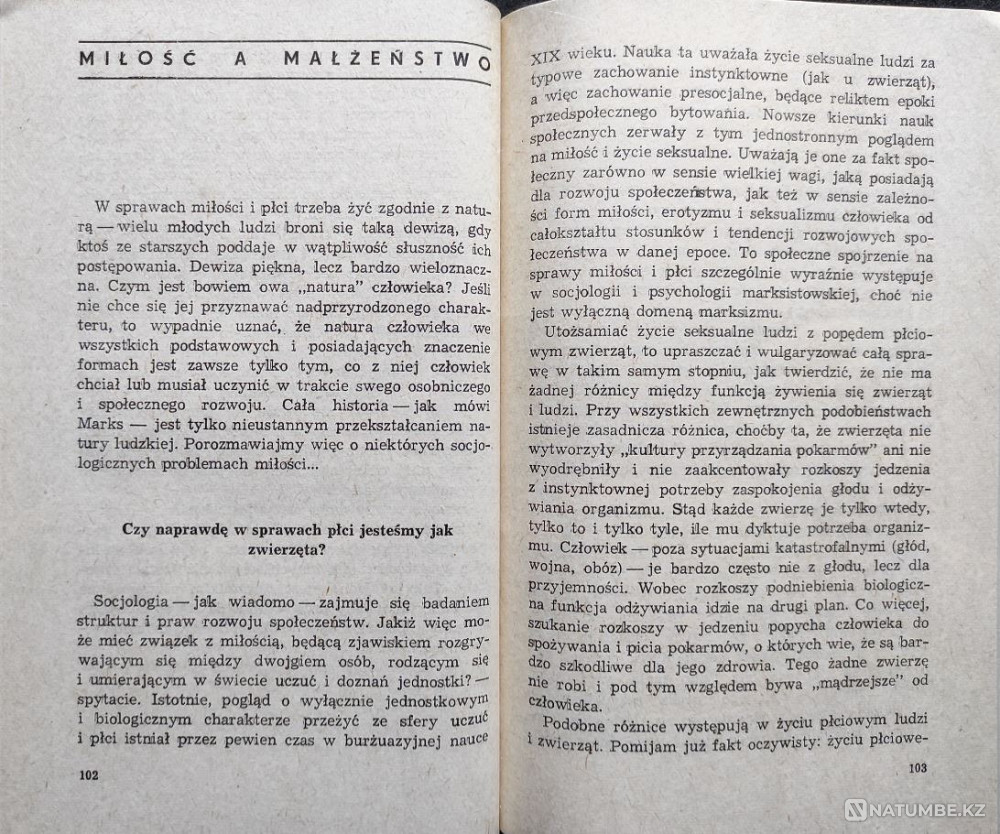 MIŁOŚĆ A MAŁŻEŃSTWO
W sprawach miłości i płci trzeba żyć zgodnie z natu-
rą — wielu młodych ludzi broni się taką dewizą, gdy
ktoś ze starszych poddaje w wątpliwość słuszność ich
postępowania. Dewiza piękna, lecz bardzo wieloznacz-
na. Czym jest bowiem owa „natura” człowieka? Jeśli
nie chce się jej przyznawać nadprzyrodzonego charak-
teru, to wypadnie uznać, że natura człowieka we
wszystkich podstawowych i posiadających znaczenie
formach jest zawsze tylko tym, co z niej człowiek
chciał lub musiał uczynić w trakcie swego osobniczego
i społecznego rozwoju. Cała historia — jak mówi
Marks — jest tylko nieustannym przekształcaniem na-
tury ludzkiej. Porozmawiajmy więc o niektórych socjo-
logicznych problemach miłości...
Czy naprawdę w sprawach płci jesteśmy jak
zwierzęta?
Socjologia — jak wiadomo — zajmuje się badaniem
struktur i praw rozwoju społeczeństw. Jakiż więc mo-
że mieć związek z miłością, będącą zjawiskiem rozgry-
wającym się między dwojgiem osób, rodzącym się
i umierającym w świecie uczuć i doznań jednostki? —
spytacie. Istotnie, pogląd o wyłącznie jednostkowym
i biologicznym charakterze przeżyć ze sfery uczuć
i płci istniał przez pewien czas w burżuazyjnej nauce
102
XIX wieku. Nauka ta uważała życie seksualne ludzi za
typowe zachowanie instynktowne (jak u zwierząt),
a więc zachowanie presocjalne, będące reliktem epoki
przedspołecznego bytowania. Nowsze kierunki nauk
społecznych zerwały z tym jednostronnym poglądem
na miłość i życie seksualne. Uważają je one za fakt spo-
łeczny zarówno w sensie wielkiej wagi, jaką posiadają
dla rozwoju społeczeństwa, jak też w sensie zależno-
ści form miłości, erotyzmu i seksualizmu człowieka od
całokształtu stosunków i tendencji rozwojowych spo-
łeczeństwa w danej epoce. To społeczne spojrzenie na
sprawy miłości i płci szczególnie wyraźnie występuje
w socjologii i psychologii marksistowskiej, choć nie
jest wyłączną domeną marksizmu.
Utożsamiać życie seksualne ludzi z popędem płcio-
wym zwierząt, to upraszczać i wulgaryzować całą spra-
wę w takim samym stopniu, jak twierdzić, że nie ma
żadnej różnicy między funkcją żywienia się zwierząt
i ludzi. Przy wszystkich zewnętrznych podobieństwach
istnieje zasadnicza różnica, choćby ta, że zwierzęta nie
wytworzyły „kultury przyrządzania pokarmów” ani nie
wyodrębniły i nie zaakcentowały rozkoszy jedzenia
z instynktownej potrzeby zaspokojenia głodu i odży-
wiania organizmu. Stąd każde zwierzę je tylko wtedy,
tylko to i tylko tyle, ile mu dyktuje potrzeba organiz-
mu. Człowiek — poza sytuacjami katastrofalnymi (głód,
wojna, obóz) — je bardzo często nie z głodu, lecz dla
przyjemności. Wobec rozkoszy podniebienia biologicz-
na funkcja odżywiania idzie na drugi plan. Co więcej,
szukanie rozkoszy w jedzeniu popycha człowieka do
spożywania i picia pokarmów, o których wie, że są bar-
dzo szkodliwe dla jego zdrowia. Tego żadne zwierzę
nie robi i pod tym względem bywa „mądrzejsze” od
człowieka.
Podobne różnice występują w życiu płciowym ludzi
i zwierząt. Pomijam już fakt oczywisty: życiu płciowe-
103
NATUMBE.KZ